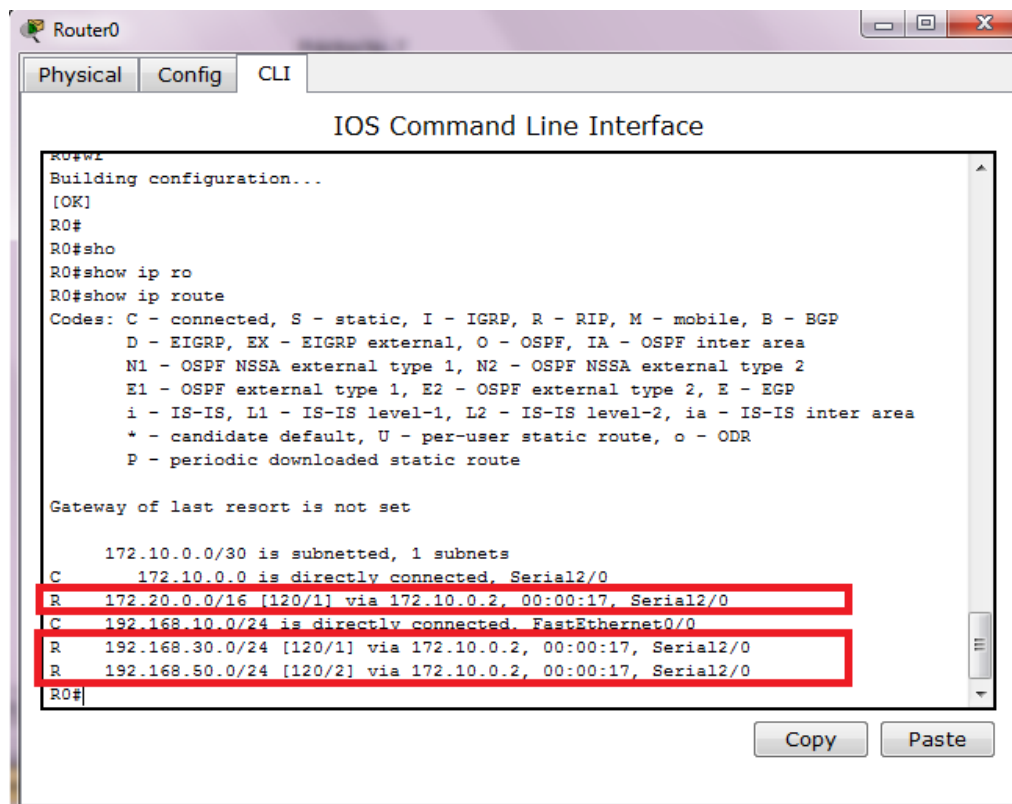 Router0
Physical Config CLI
IOS Command Line Interface
R0#wr
Building configuration...
[OK]
R0#
R0#sho
R0#show ip ro
R0#show ip route
Codes: C - connected, S - static, I - IGRP, R - RIP, M - mobile, B - BGP
D - EIGRP, EX - EIGRP external, O - OSPF, IA - OSPF inter area
N1 - OSPF NSSA external type 1, N2 - OSPF NSSA external type 2
E1 - OSPF external type 1, E2 - OSPF external type 2, E - EGP
i - IS-IS, L1 - IS-IS level-1, L2 - IS-IS level-2, ia - IS-IS inter area
* - candidate default, U - per-user static route, o - ODR
P - periodic downloaded static route
Gateway of last resort is not set
172.10.0.0/30 is subnetted, 1 subnets
C 172.10.0.0 is directly connected, Serial2/0
R 172.20.0.0/16 [120/1] via 172.10.0.2, 00:00:17, Serial2/0
C 192.168.10.0/24 is directly connected, FastEthernet0/0
R 192.168.30.0/24 [120/1] via 172.10.0.2, 00:00:17, Serial2/0
R 192.168.50.0/24 [120/2] via 172.10.0.2, 00:00:17, Serial2/0
R0#
Copy Paste